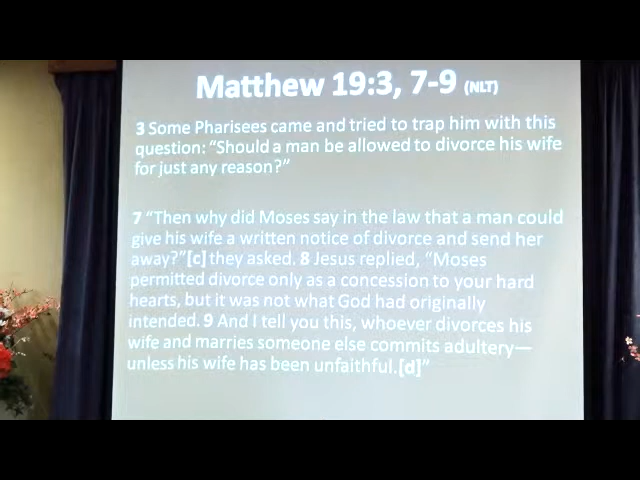 Matthew 19:3, 7-9 (NLT)
3 Some Pharisees came and tried to trap him with this
question: “Should a man be allowed to divorce his wife
for just any reason?”
7 “Then why did Moses say in the law that a man could
give his wife a written notice of divorce and send her
away?”[c] they asked. 8 Jesus replied, “Moses
permitted divorce only as a concession to your hard
hearts, but it was not what God had originally
intended. 9 And I tell you this, whoever divorces his
wife and marries someone else commits adultery—
unless his wife has been unfaithful.[d]”